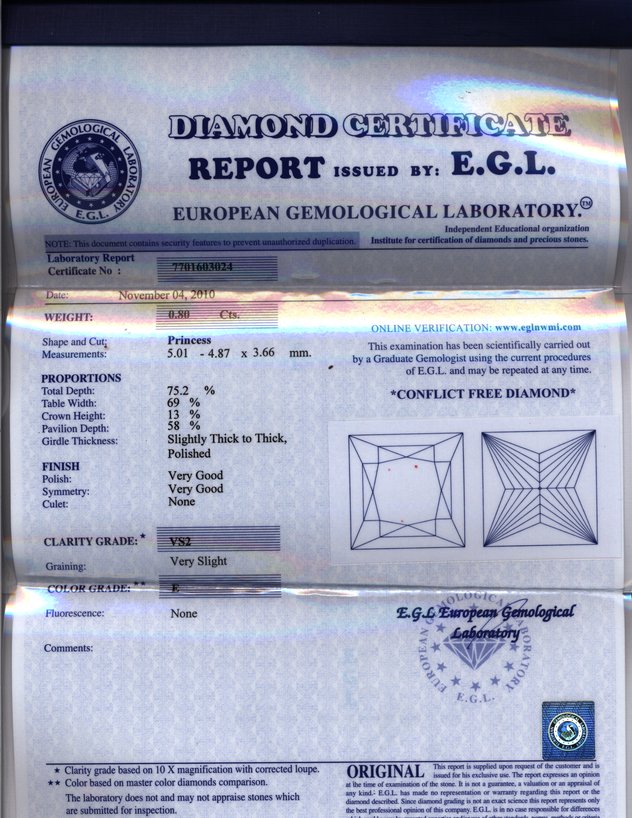 EUROPEAN GEMOLOGICAL LABORATORY
E.G.L.
DIAMOND CERTIFICATE
REPORT ISSUED BY: E.G.L.
EUROPEAN GEMOLOGICAL LABORATORY.™
Independent Educational organization
NOTE: This document contains security features to prevent unauthorized duplication.
Institute for certification of diamonds and precious stones.
Laboratory Report
Certificate No : 7701603024
Date: November 04, 2010
WEIGHT: 0.80 Cts.
ONLINE VERIFICATION: www.eglnwmi.com
Shape and Cut: Princess
Measurements: 5.01 - 4.87 x 3.66 mm.
This examination has been scientifically carried out
by a Graduate Gemologist using the current procedures
of E.G.L. and may be repeated at any time.
PROPORTIONS
Total Depth: 75.2 %
Table Width: 69 %
Crown Height: 13 %
Pavilion Depth: 58 %
Girdle Thickness: Slightly Thick to Thick,
Polished
*CONFLICT FREE DIAMOND*
FINISH
Polish: Very Good
Symmetry: Very Good
Culet: None
CLARITY GRADE: * VS2
Graining: Very Slight
COLOR GRADE: ** E
Fluorescence: None
Comments:
E.G.L European Gemological
Laboratory
EUROPEAN GEMOLOGICAL LABORATORY
E.G.L.
★ Clarity grade based on 10 X magnification with corrected loupe.
★★ Color based on master color diamonds comparison.
The laboratory does not and may not appraise stones which
are submitted for inspection.
ORIGINAL This report is supplied upon request of the customer and is
issued for his exclusive use. The report expresses an opinion
at the time of examination of the stone. It is not a guarantee, a valuation or an appraisal of
any kind.- E.G.L. has made no representation or warranty regarding this report or the
diamond described. Since diamond grading is not an exact science this report represents only
the best professional opinion of this company. E.G.L. is in no case responsible for differences